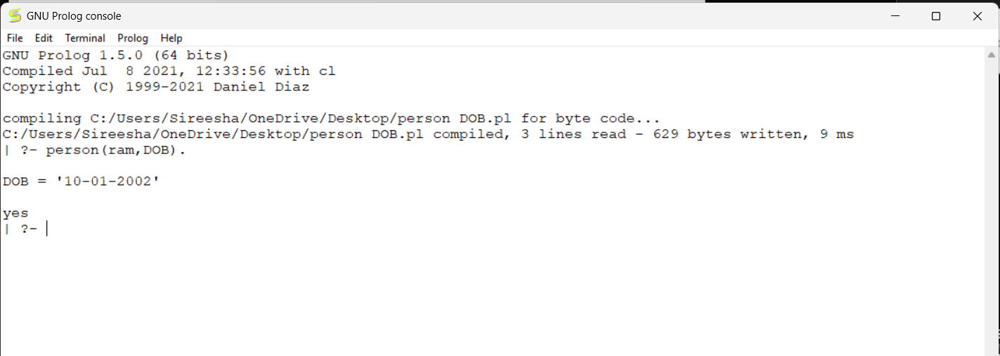 GNU Prolog console
File Edit Terminal Prolog Help
GNU Prolog 1.5.0 (64 bits)
Compiled Jul  8 2021, 12:33:56 with cl
Copyright (C) 1999-2021 Daniel Diaz
compiling C:/Users/Sireesha/OneDrive/Desktop/person DOB.pl for byte code...
C:/Users/Sireesha/OneDrive/Desktop/person DOB.pl compiled, 3 lines read - 629 bytes written, 9 ms
| ?- person(ram,DOB).
DOB = '10-01-2002'
yes
| ?-